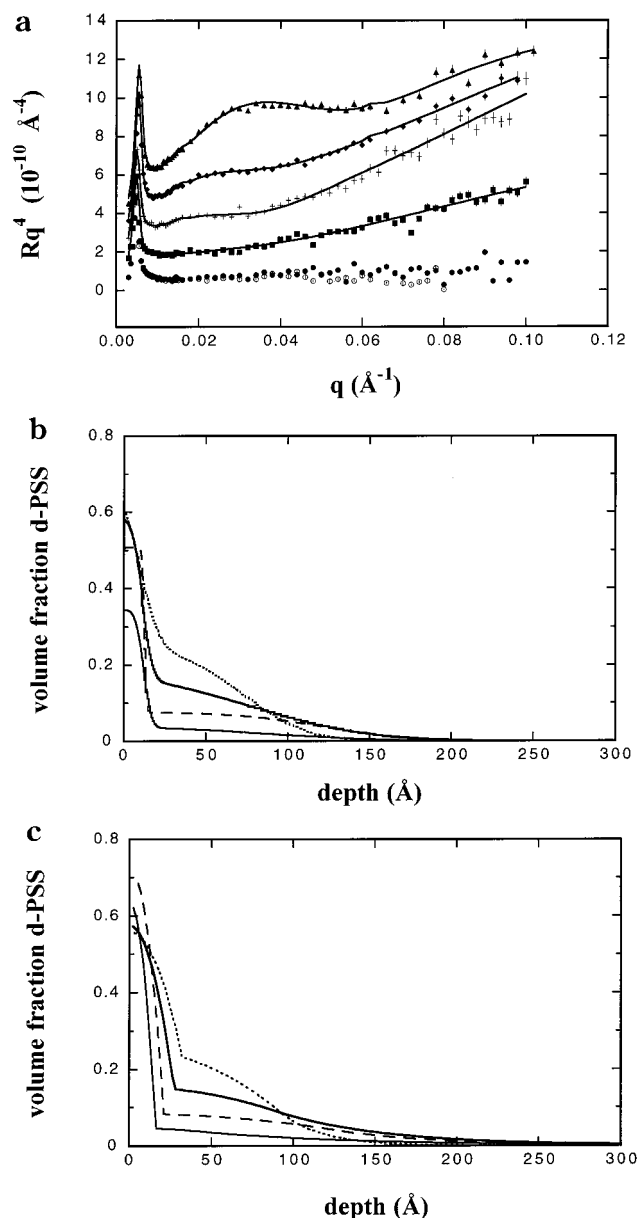 a
14
12
10
8
6
4
2
0
Rq⁴ (10⁻¹⁰ Å⁻⁴)
0.00 0.02 0.04 0.06 0.08 0.10 0.12
q (Å⁻¹)
b
0.8
0.6
0.4
0.2
0
volume fraction d-PSS
0 50 100 150 200 250 300
depth (Å)
c
0.8
0.6
0.4
0.2
0
volume fraction d-PSS
0 50 100 150 200 250 300
depth (Å)